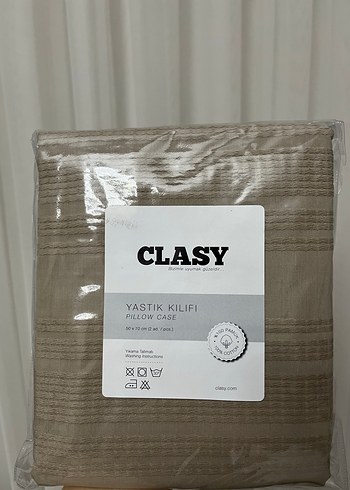 CLASY
Bizimle uyumak güzeldir...
YASTIK KILIFI
PILLOW CASE
50 x 70 cm (2 ad. / pcs.)
%100 PAMUK
100% COTTON
Yıkama Talimatı
Washing Instructions
clasy.com